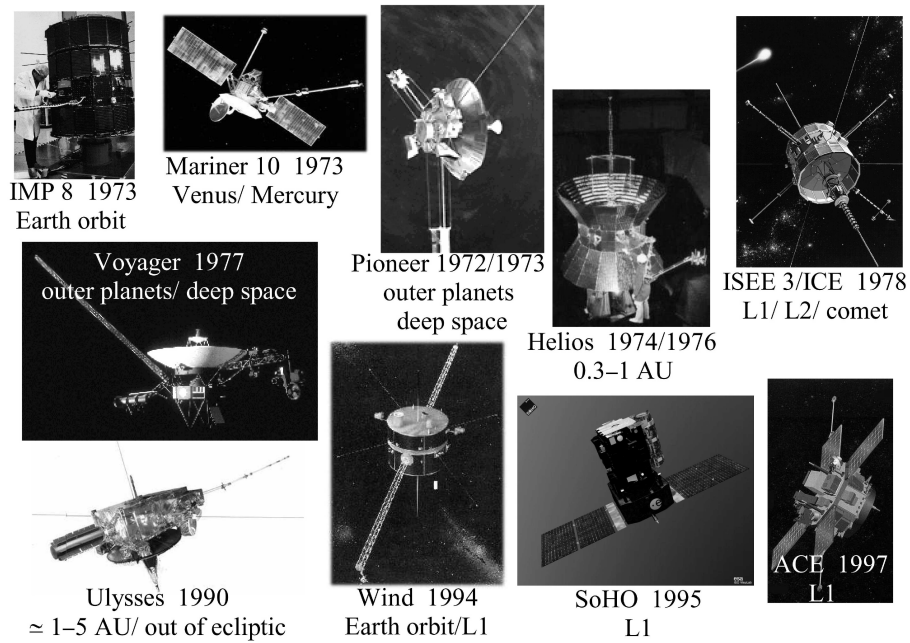 IMP 8 1973
Earth orbit
Mariner 10 1973
Venus/ Mercury
Pioneer 1972/1973
outer planets
deep space
Helios 1974/1976
0.3–1 AU
ISEE 3/ICE 1978
L1/ L2/ comet
Voyager 1977
outer planets/ deep space
Ulysses 1990
≃ 1–5 AU/ out of ecliptic
Wind 1994
Earth orbit/L1
esa
SoHO 1995
L1
ACE 1997
L1